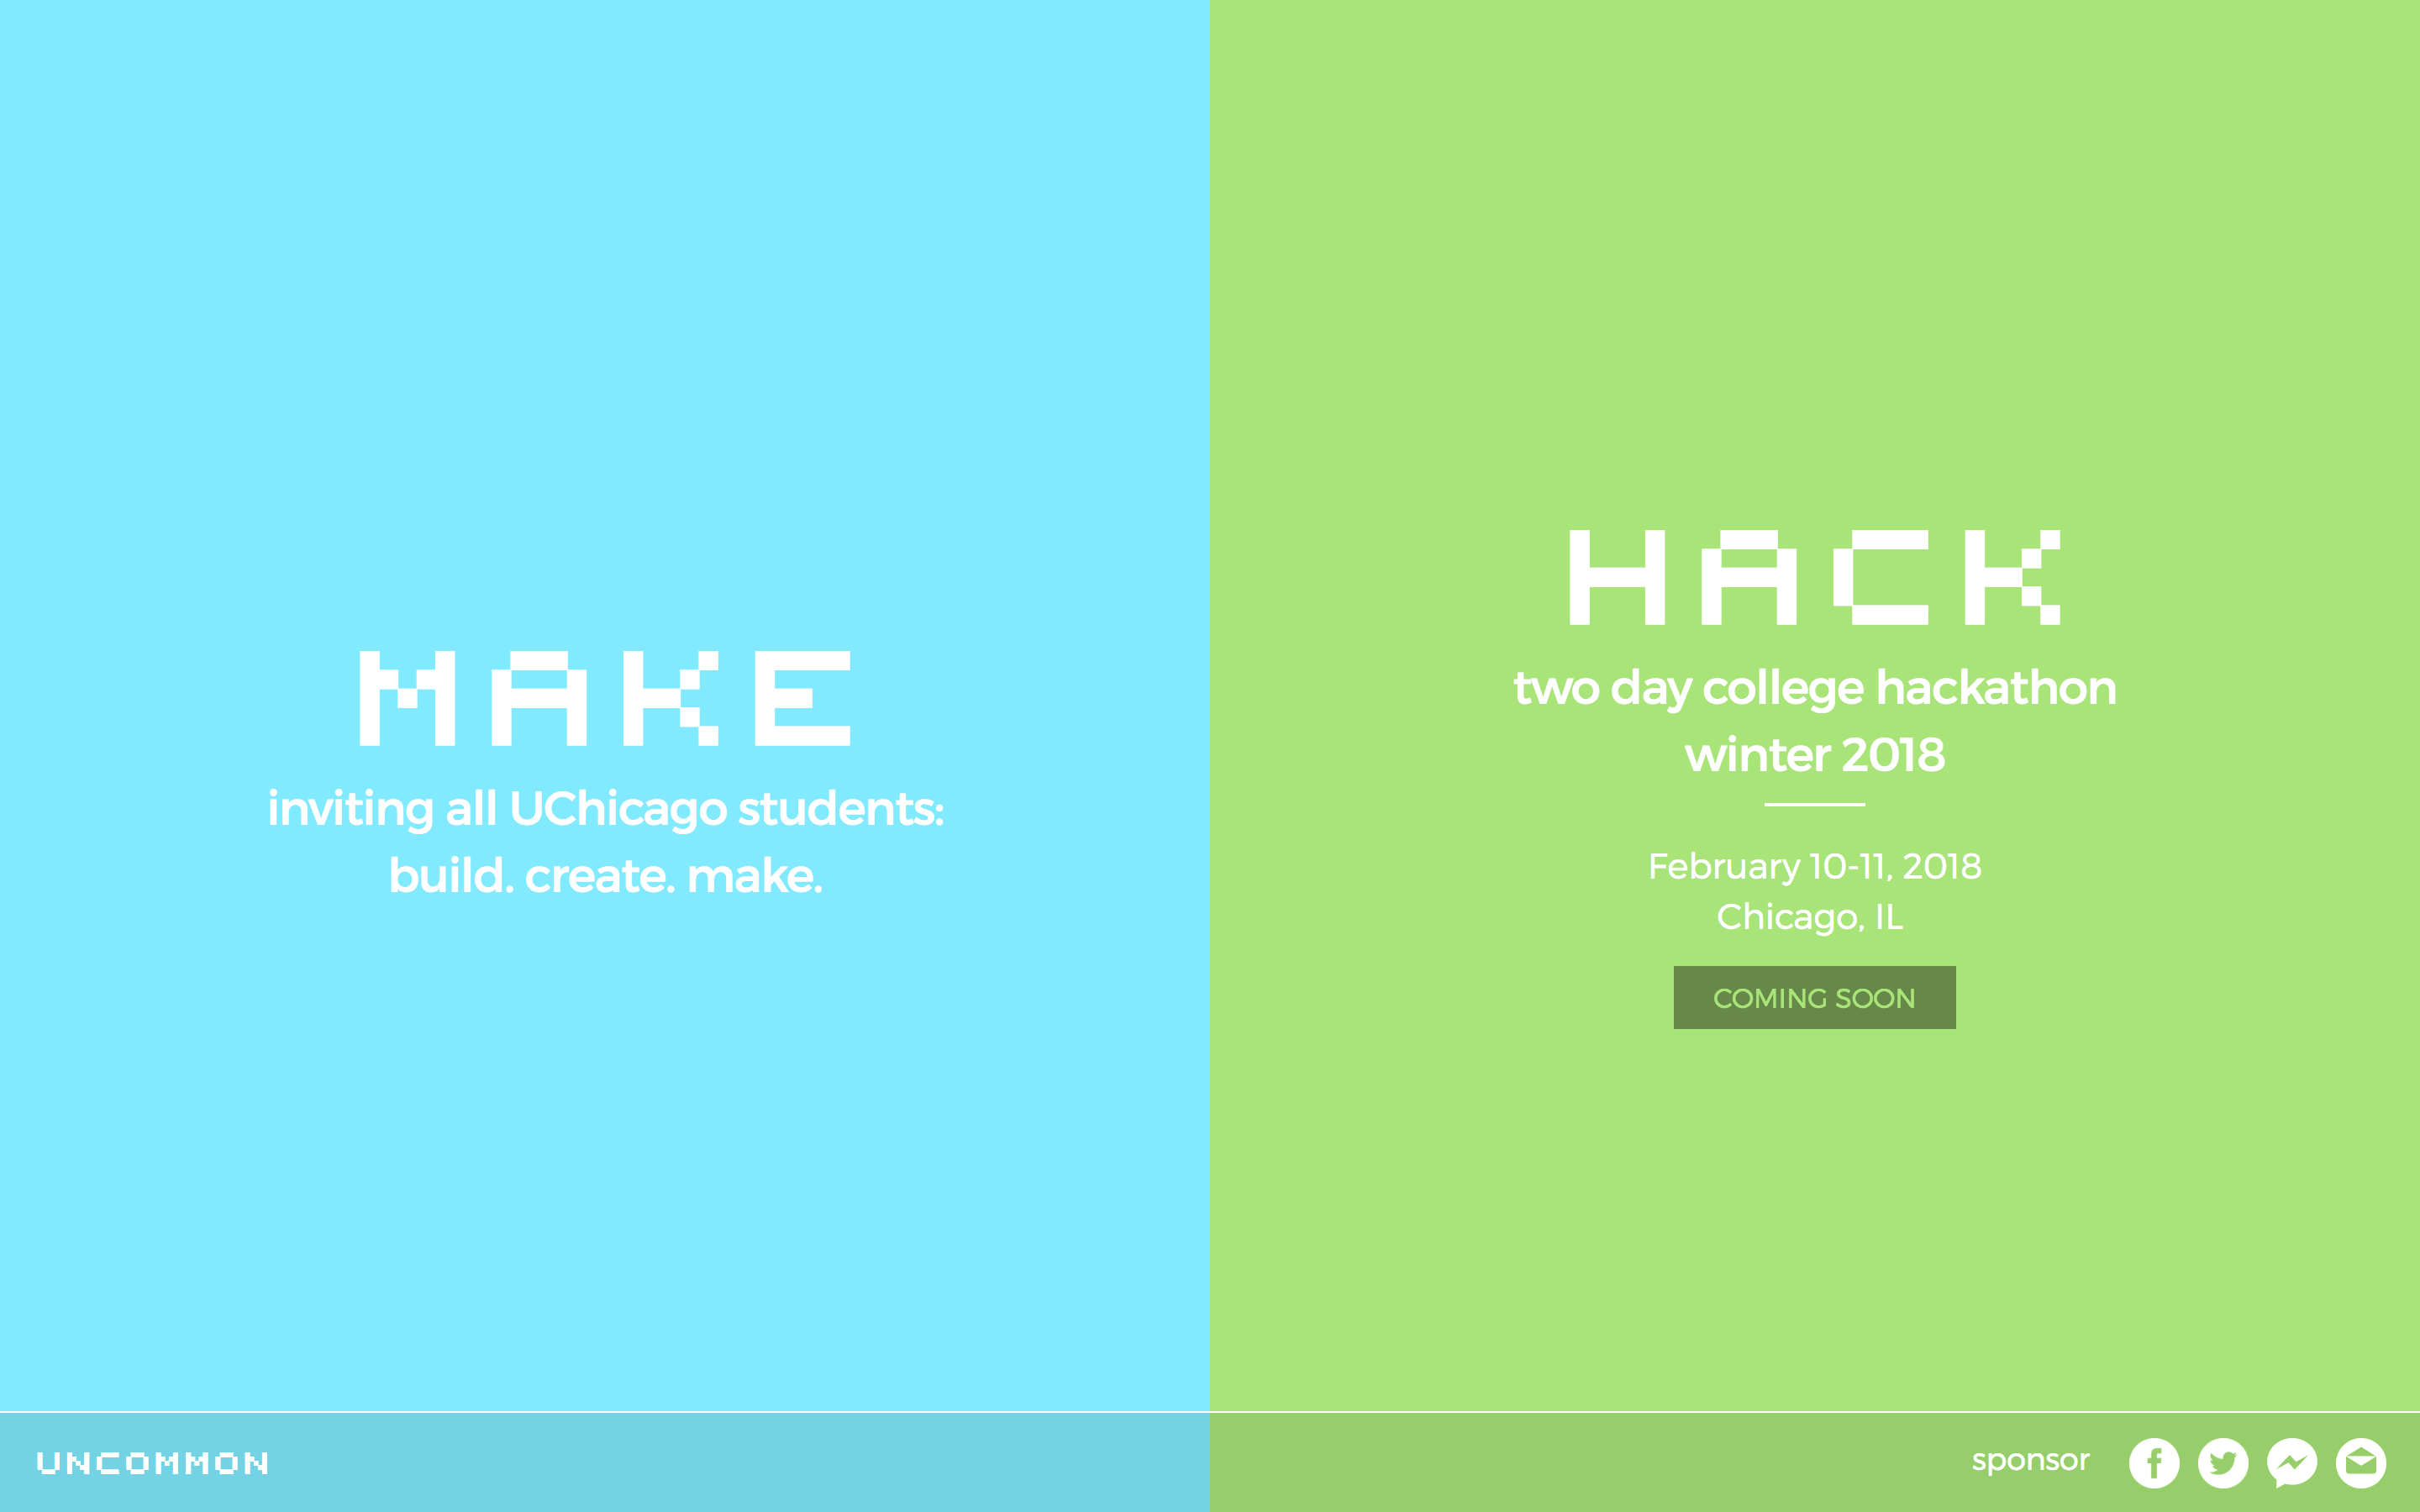 MAKE
inviting all UChicago students:
build. create. make.
HACK
two day college hackathon
winter 2018
February 10-11, 2018
Chicago, IL
COMING SOON
UNCOMMON
sponsor